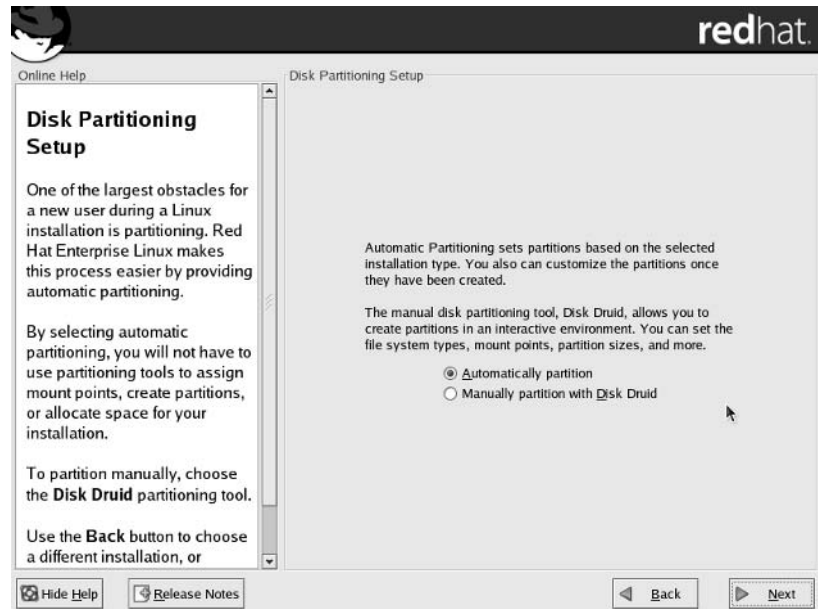 redhat.
Online Help
Disk Partitioning
Setup
One of the largest obstacles for
a new user during a Linux
installation is partitioning. Red
Hat Enterprise Linux makes
this process easier by providing
automatic partitioning.
By selecting automatic
partitioning, you will not have to
use partitioning tools to assign
mount points, create partitions,
or allocate space for your
installation.
To partition manually, choose
the Disk Druid partitioning tool.
Use the Back button to choose
a different installation, or
Disk Partitioning Setup
Automatic Partitioning sets partitions based on the selected
installation type. You also can customize the partitions once
they have been created.
The manual disk partitioning tool, Disk Druid, allows you to
create partitions in an interactive environment. You can set the
file system types, mount points, partition sizes, and more.
Automatically partition
Manually partition with Disk Druid
Hide Help
Release Notes
Back
Next